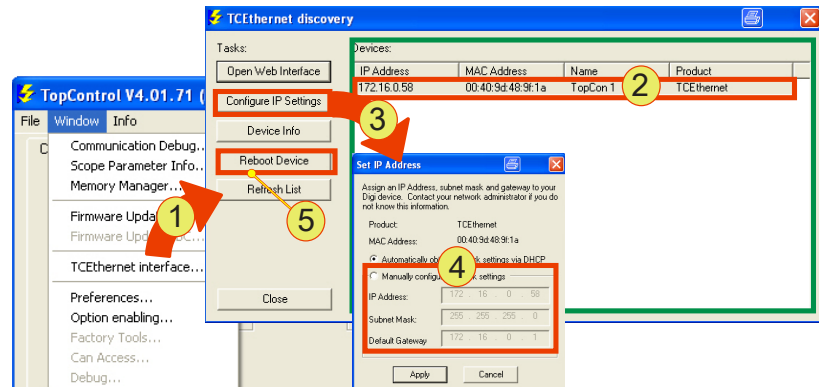 TCEthernet discovery
Tasks:
Devices:
Open Web Interface
Configure IP Settings
Device Info
Reboot Device
Refresh List
Close
IP Address MAC Address Name Product
172.16.0.58 00:40:9d:48:9f:1a TopCon 1 TCEthernet
2
3
1
5
4
TopControl V4.01.71 (
File Window Info
C
Communication Debug..
Scope Parameter Info..
Memory Manager...
Firmware Upda
Firmware Upd
TCEthernet interface...
Preferences...
Option enabling...
Factory Tools...
Can Access...
Debug...
Set IP Address
Assign an IP Address, subnet mask and gateway to your
Digi device. Contact your network administrator if you do
not know this information.
Product: TCEthernet
MAC Address: 00:40:9d:48:9f:1a
Automatically ob k settings via DHCP
Manually configu k settings
IP Address: 172 . 16 . 0 . 58
Subnet Mask: 255 . 255 . 255 . 0
Default Gateway 172 . 16 . 0 . 1
Apply Cancel